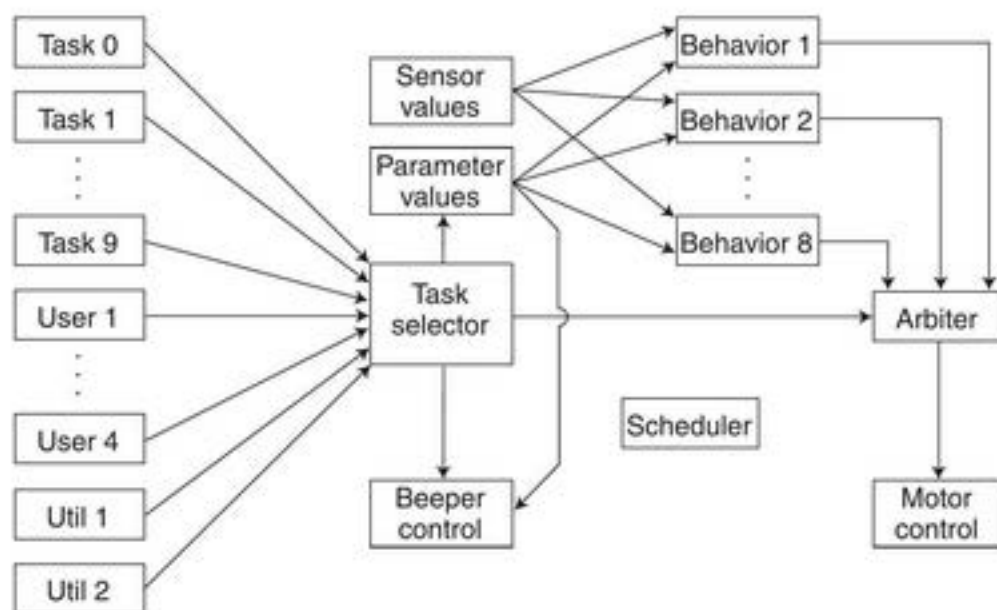 Task 0
Task 1
Task 9
User 1
User 4
Util 1
Util 2
Sensor
values
Parameter
values
Task
selector
Beeper
control
Behavior 1
Behavior 2
Behavior 8
Scheduler
Arbiter
Motor
control